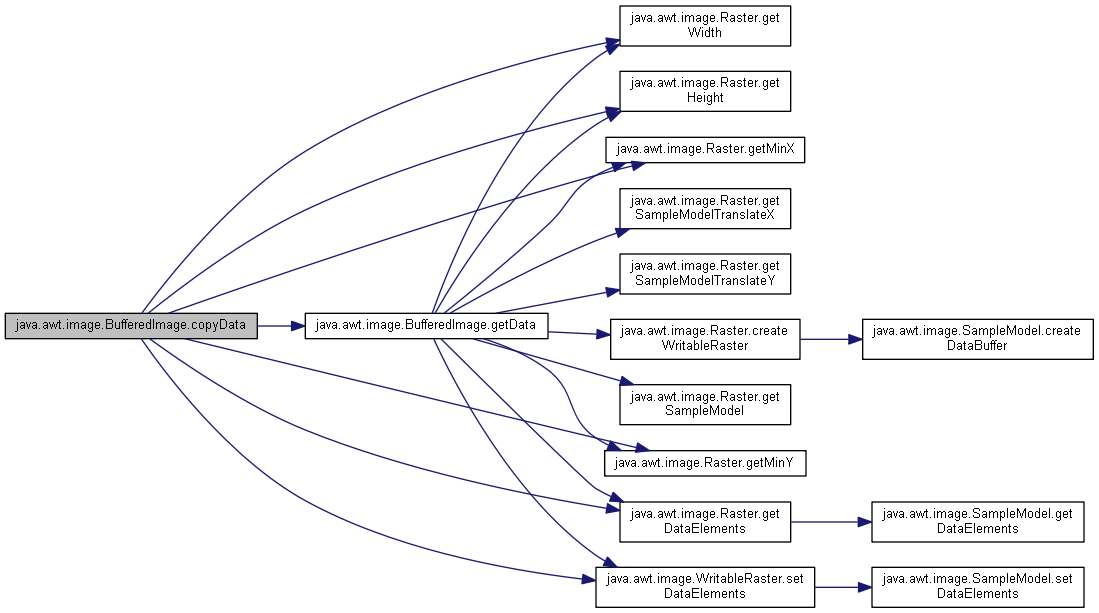 java.awt.image.Raster.get
Width
java.awt.image.Raster.get
Height
java.awt.image.Raster.getMinX
java.awt.image.Raster.get
SampleModelTranslateX
java.awt.image.Raster.get
SampleModelTranslateY
java.awt.image.BufferedImage.copyData
java.awt.image.BufferedImage.getData
java.awt.image.Raster.create
WritableRaster
java.awt.image.SampleModel.create
DataBuffer
java.awt.image.Raster.get
SampleModel
java.awt.image.Raster.getMinY
java.awt.image.Raster.get
DataElements
java.awt.image.SampleModel.get
DataElements
java.awt.image.WritableRaster.set
DataElements
java.awt.image.SampleModel.set
DataElements